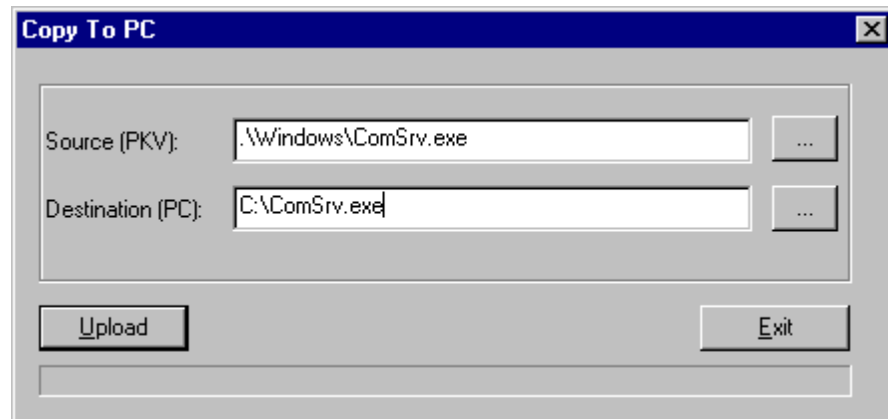 Copy To PC
Source (PKV): .\Windows\ComSrv.exe ...
Destination (PC): C:\ComSrv.exe ...
Upload Exit